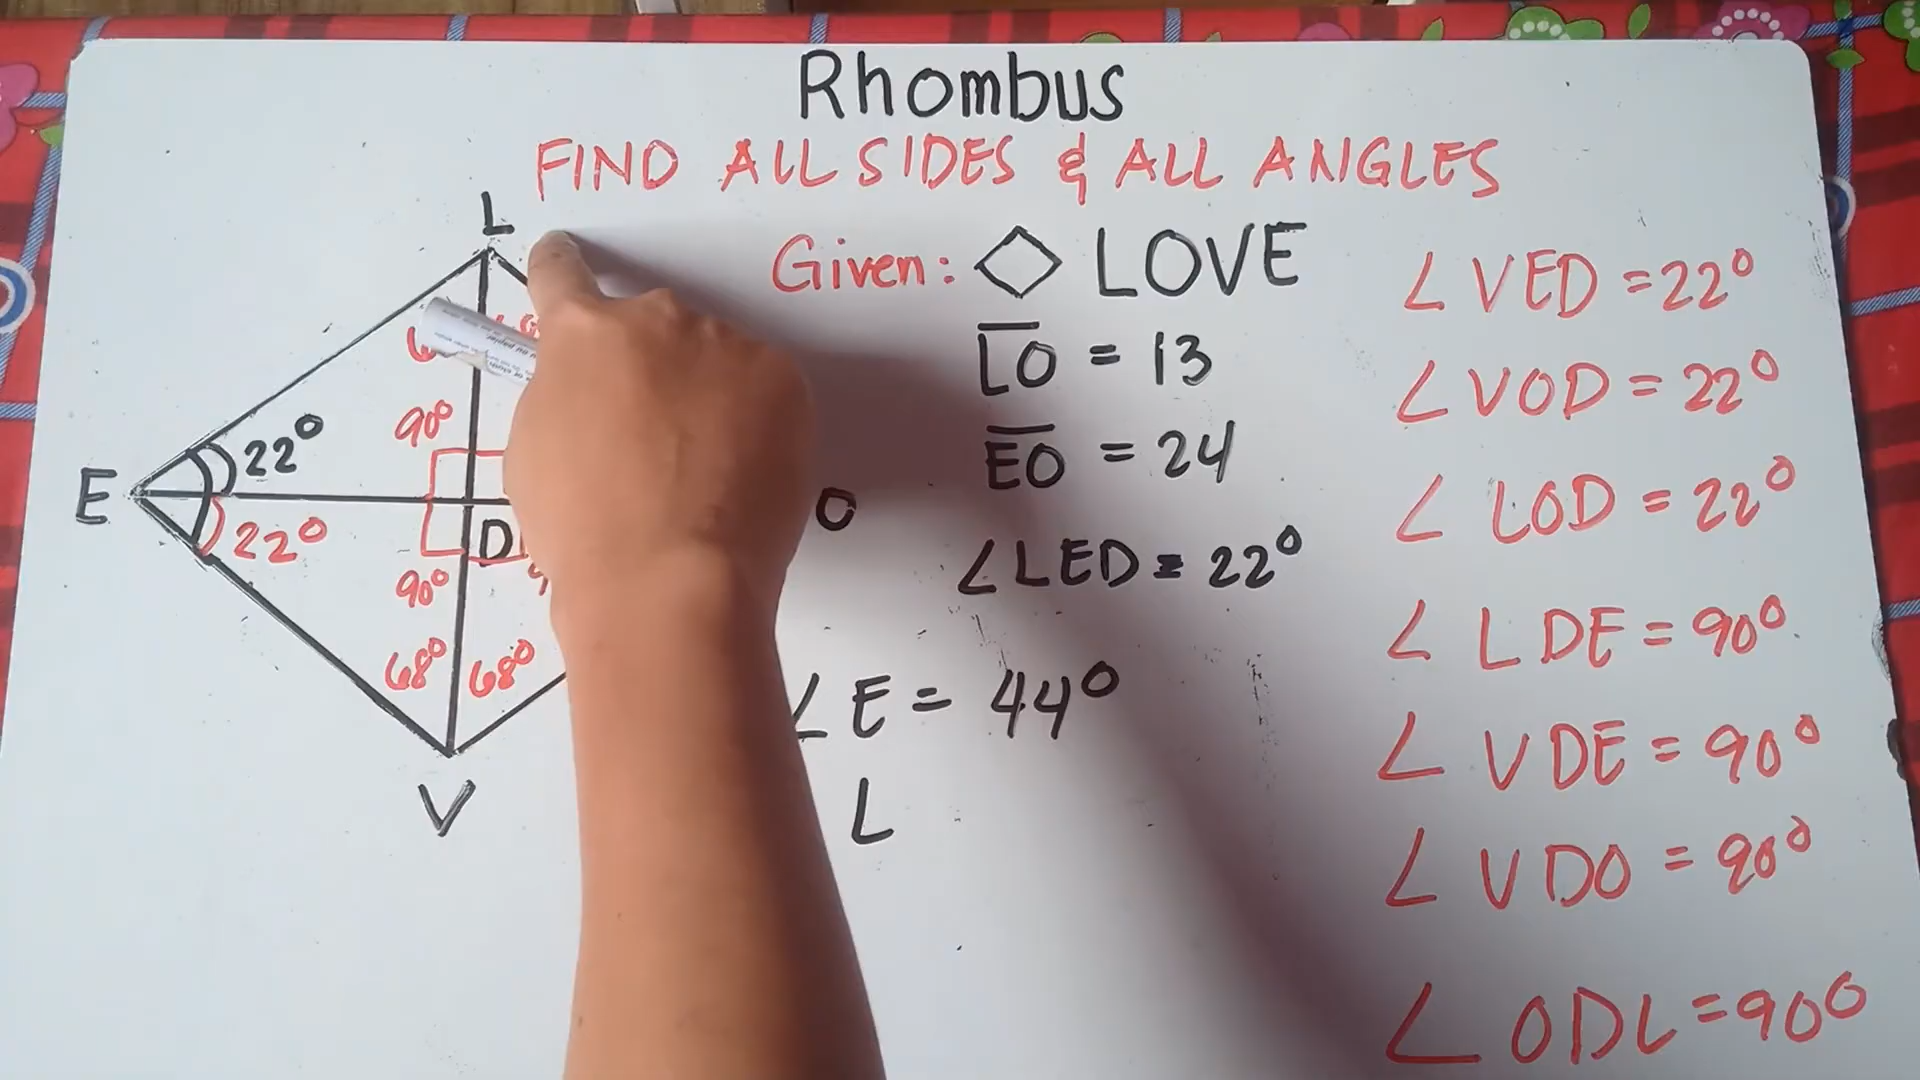 Rhombus
FIND ALL SIDES & ALL ANGLES
Given: ◇ LOVE
LO = 13
EO = 24
∠LED = 22°
∠E = 44°
L
∠VED = 22°
∠VOD = 22°
∠LOD = 22°
∠LDE = 90°
∠VDE = 90°
∠VDO = 90°
∠ODL = 90°
L
90°
22°
E
O
22°
D
90°
68° 68°
V